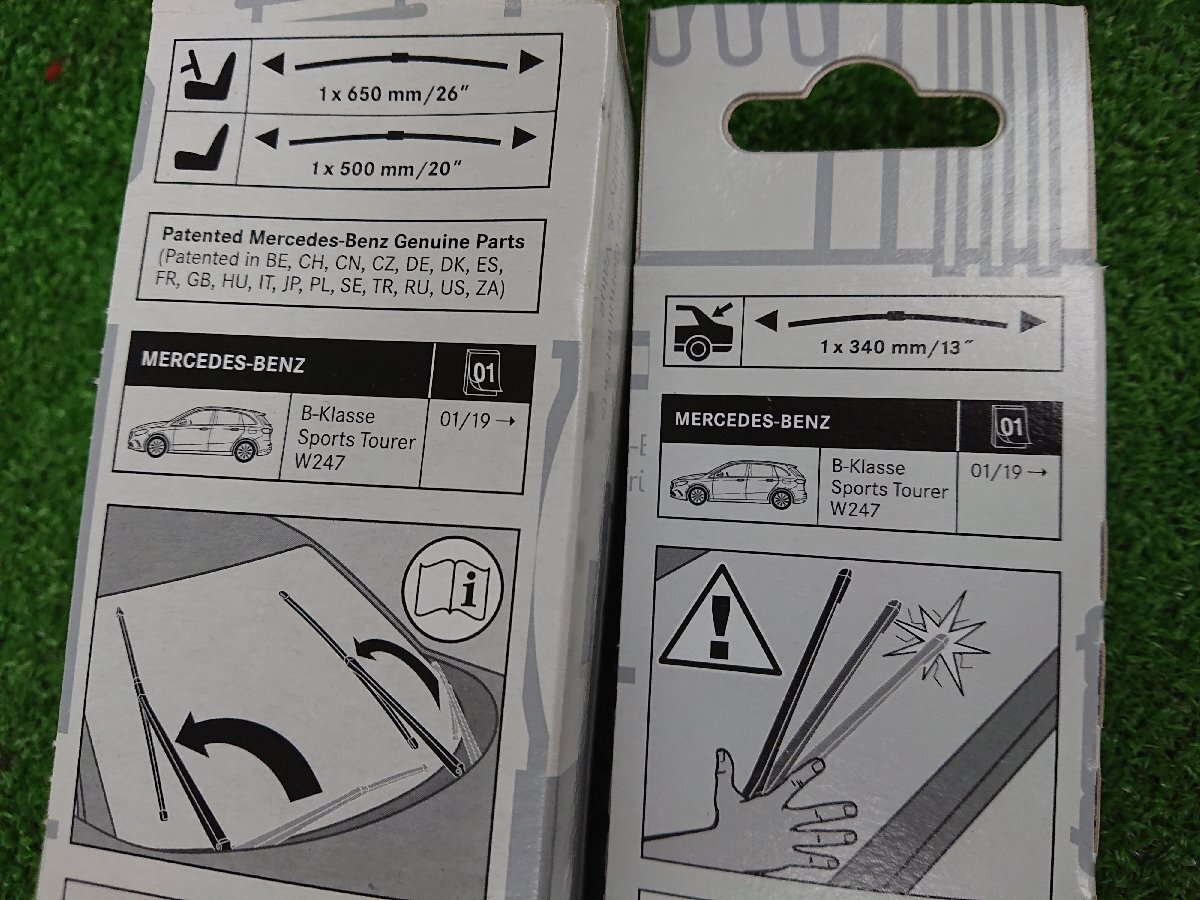 1 x 650 mm/26″
1 x 500 mm/20″
Patented Mercedes-Benz Genuine Parts
(Patented in BE, CH, CN, CZ, DE, DK, ES,
FR, GB, HU, IT, JP, PL, SE, TR, RU, US, ZA)
MERCEDES-BENZ
01
B-Klasse
Sports Tourer
W247
01/19 →
i
1 x 340 mm/13″
MERCEDES-BENZ
01
B-Klasse
Sports Tourer
W247
01/19 →
!